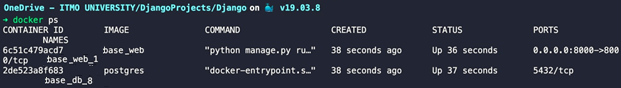 OneDrive – ITMO UNIVERSITY/DjangoProjects/Django on 🐳 v19.03.8
→ docker ps
CONTAINER ID IMAGE COMMAND CREATED STATUS PORTS
NAMES
6c51c479acd7 base_web "python manage.py ru…" 38 seconds ago Up 36 seconds 0.0.0.0:8000->800
0/tcp base_web_1
2de523a8f683 postgres "docker-entrypoint.s…" 38 seconds ago Up 37 seconds 5432/tcp
base_db_8